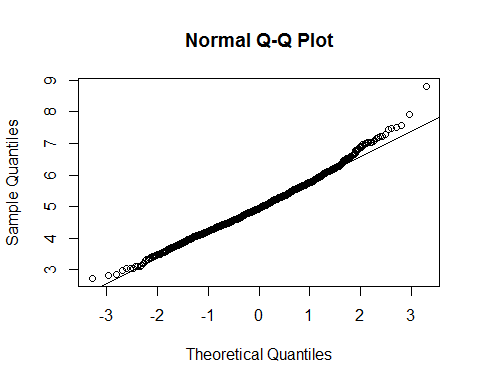 Normal Q-Q Plot
Sample Quantiles
9
8
7
6
5
4
3
-3 -2 -1 0 1 2 3
Theoretical Quantiles